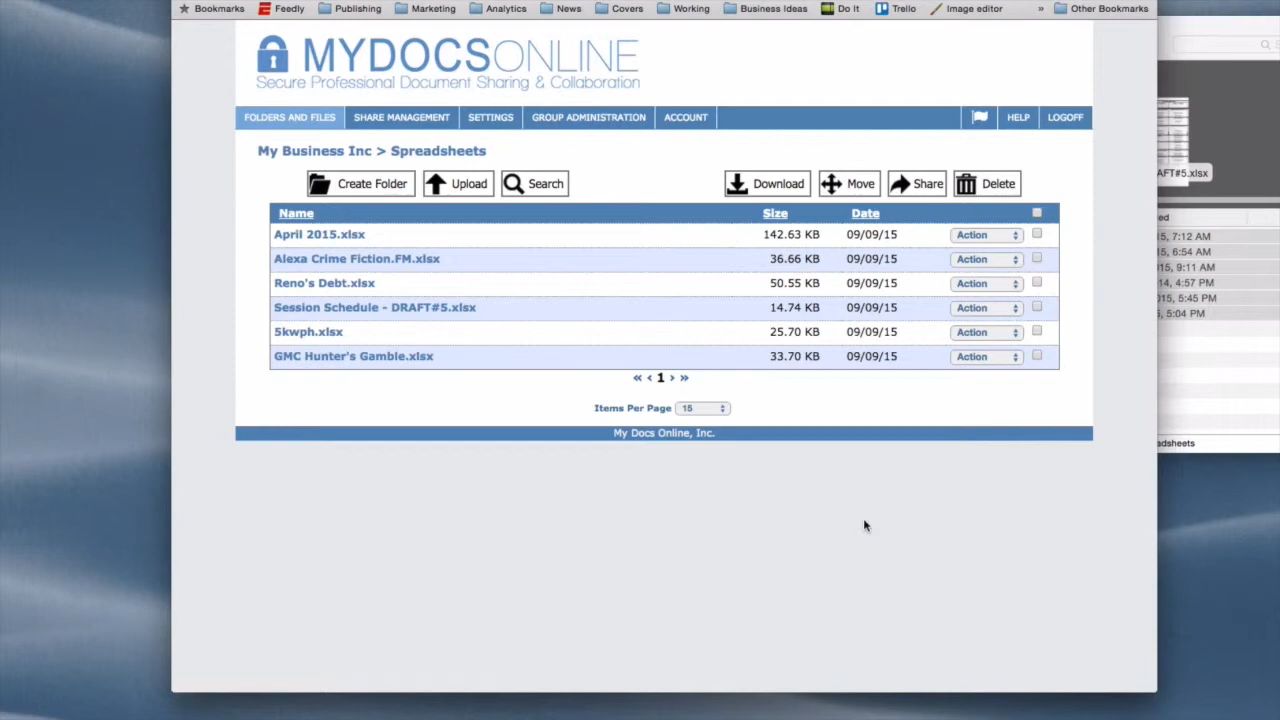 Bookmarks Feedly Publishing Marketing Analytics News Covers Working Business Ideas Do It Trello Image editor » Other Bookmarks
MYDOCSONLINE
Secure Professional Document Sharing & Collaboration
FOLDERS AND FILES SHARE MANAGEMENT SETTINGS GROUP ADMINISTRATION ACCOUNT HELP LOGOFF
My Business Inc > Spreadsheets
Create Folder Upload Search Download Move Share Delete
Name Size Date
April 2015.xlsx 142.63 KB 09/09/15 Action
Alexa Crime Fiction.FM.xlsx 36.66 KB 09/09/15 Action
Reno's Debt.xlsx 50.55 KB 09/09/15 Action
Session Schedule - DRAFT#5.xlsx 14.74 KB 09/09/15 Action
5kwph.xlsx 25.70 KB 09/09/15 Action
GMC Hunter's Gamble.xlsx 33.70 KB 09/09/15 Action
« ‹ 1 › »
Items Per Page 15
My Docs Online, Inc.
AFT#5.xlsx
ed
15, 7:12 AM
5, 6:54 AM
015, 9:11 AM
14, 4:57 PM
015, 5:45 PM
5, 5:04 PM
adsheets